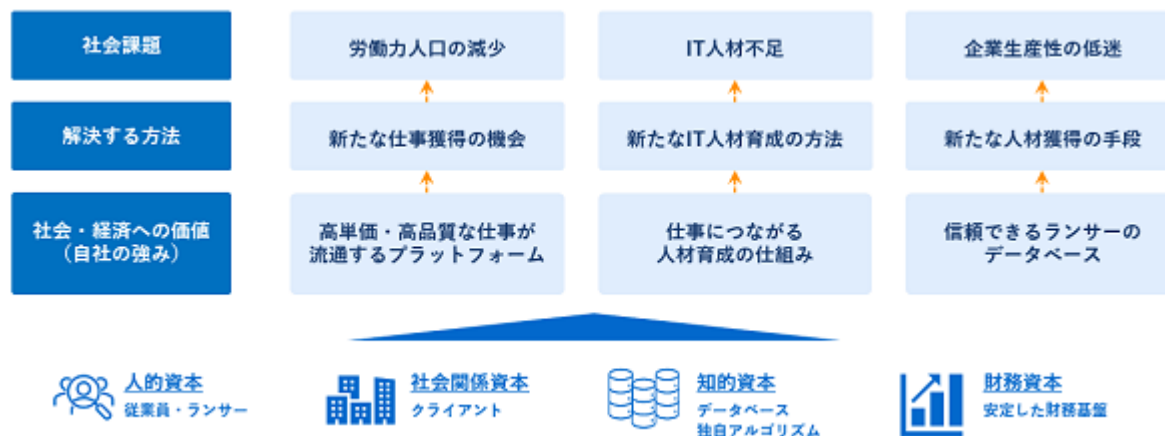 社会課題
労働力人口の減少
IT人材不足
企業生産性の低迷
解決する方法
新たな仕事獲得の機会
新たなIT人材育成の方法
新たな人材獲得の手段
社会・経済への価値
（自社の強み）
高単価・高品質な仕事が
流通するプラットフォーム
仕事につながる
人材育成の仕組み
信頼できるランサーの
データベース
人的資本
従業員・ランサー
社会関係資本
クライアント
知的資本
データベース
独自アルゴリズム
財務資本
安定した財務基盤